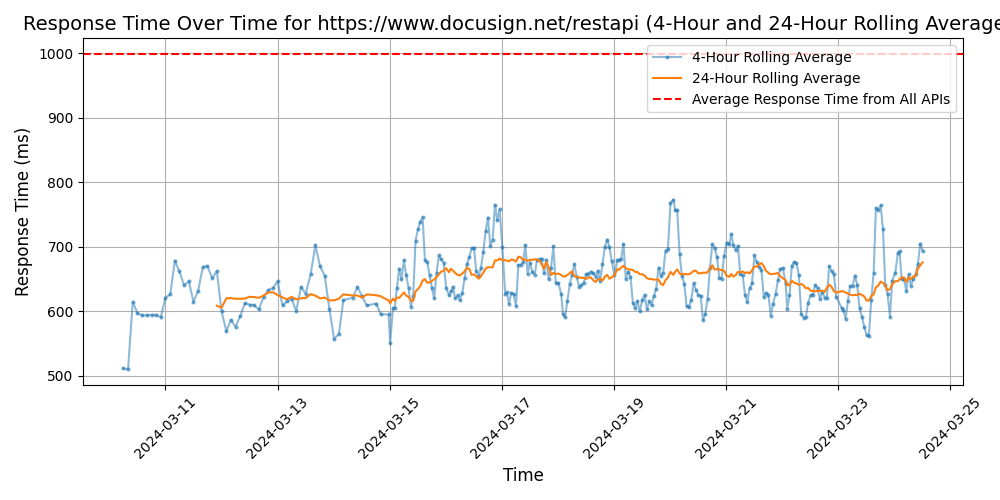 Response Time Over Time for https://www.docusign.net/restapi (4-Hour and 24-Hour Rolling Average
4-Hour Rolling Average
24-Hour Rolling Average
Average Response Time from All APIs
Response Time (ms)
1000
900
800
700
600
500
2024-03-11
2024-03-13
2024-03-15
2024-03-17
2024-03-19
2024-03-21
2024-03-23
2024-03-25
Time